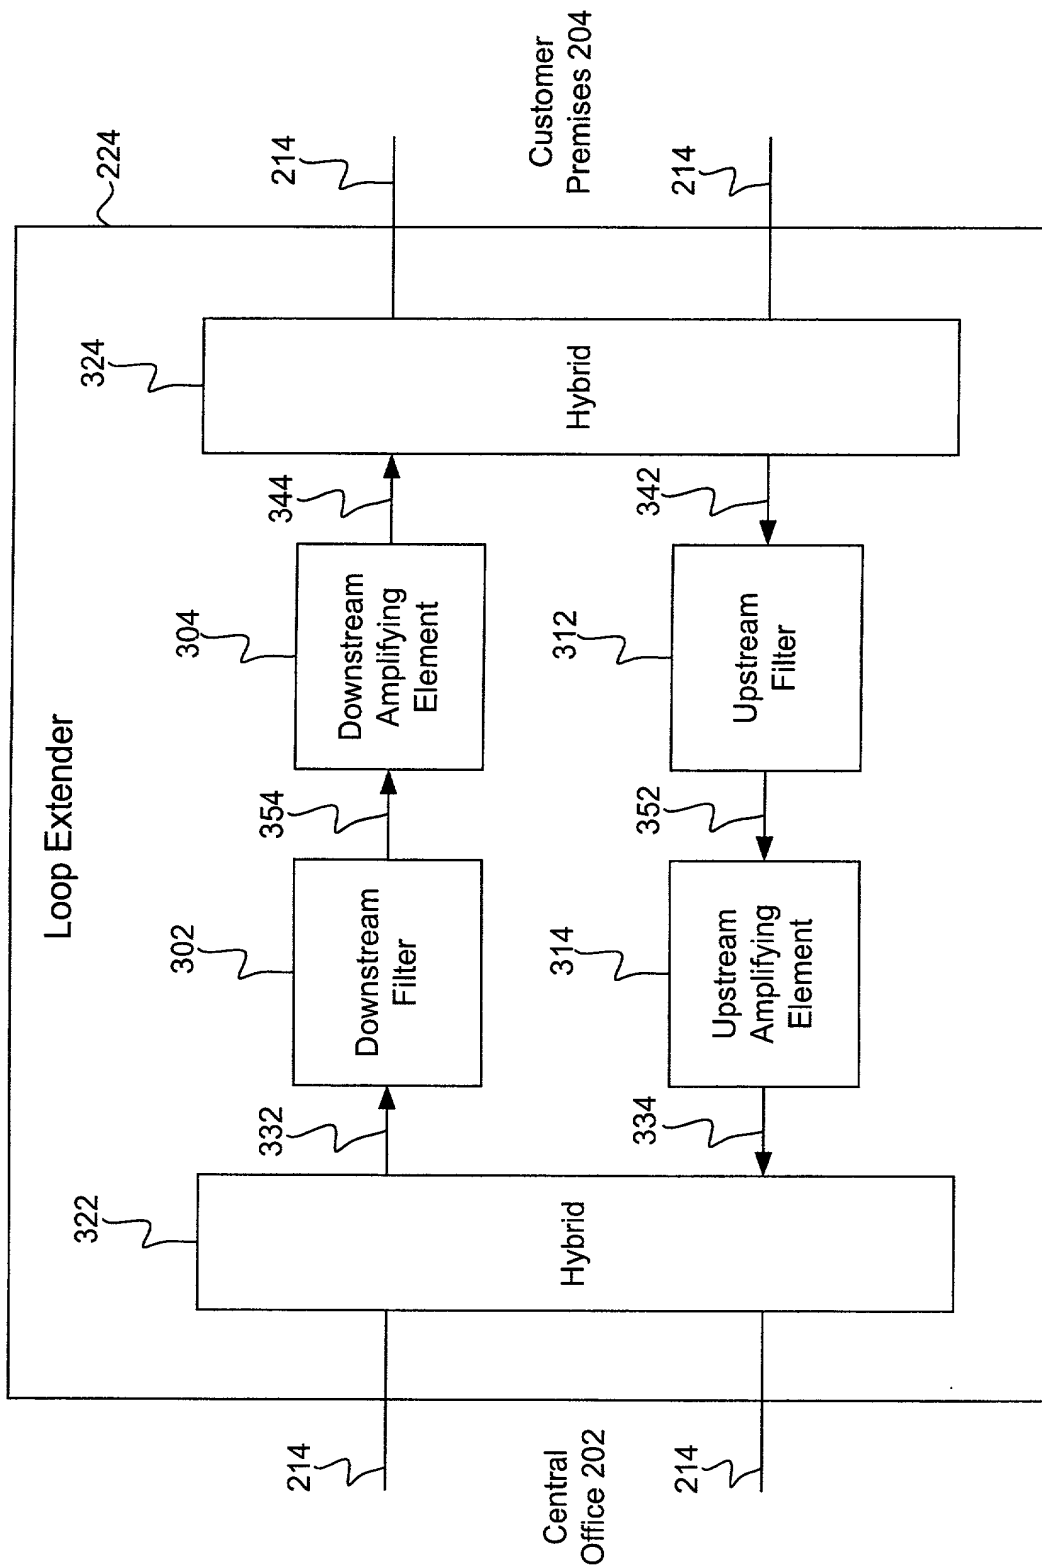 Loop Extender
224
322
302
304
324
332
354
344
214
214
Hybrid
Downstream
Filter
Downstream
Amplifying
Element
Hybrid
Central
Office 202
Customer
Premises 204
314
312
334
352
342
214
214
Upstream
Amplifying
Element
Upstream
Filter